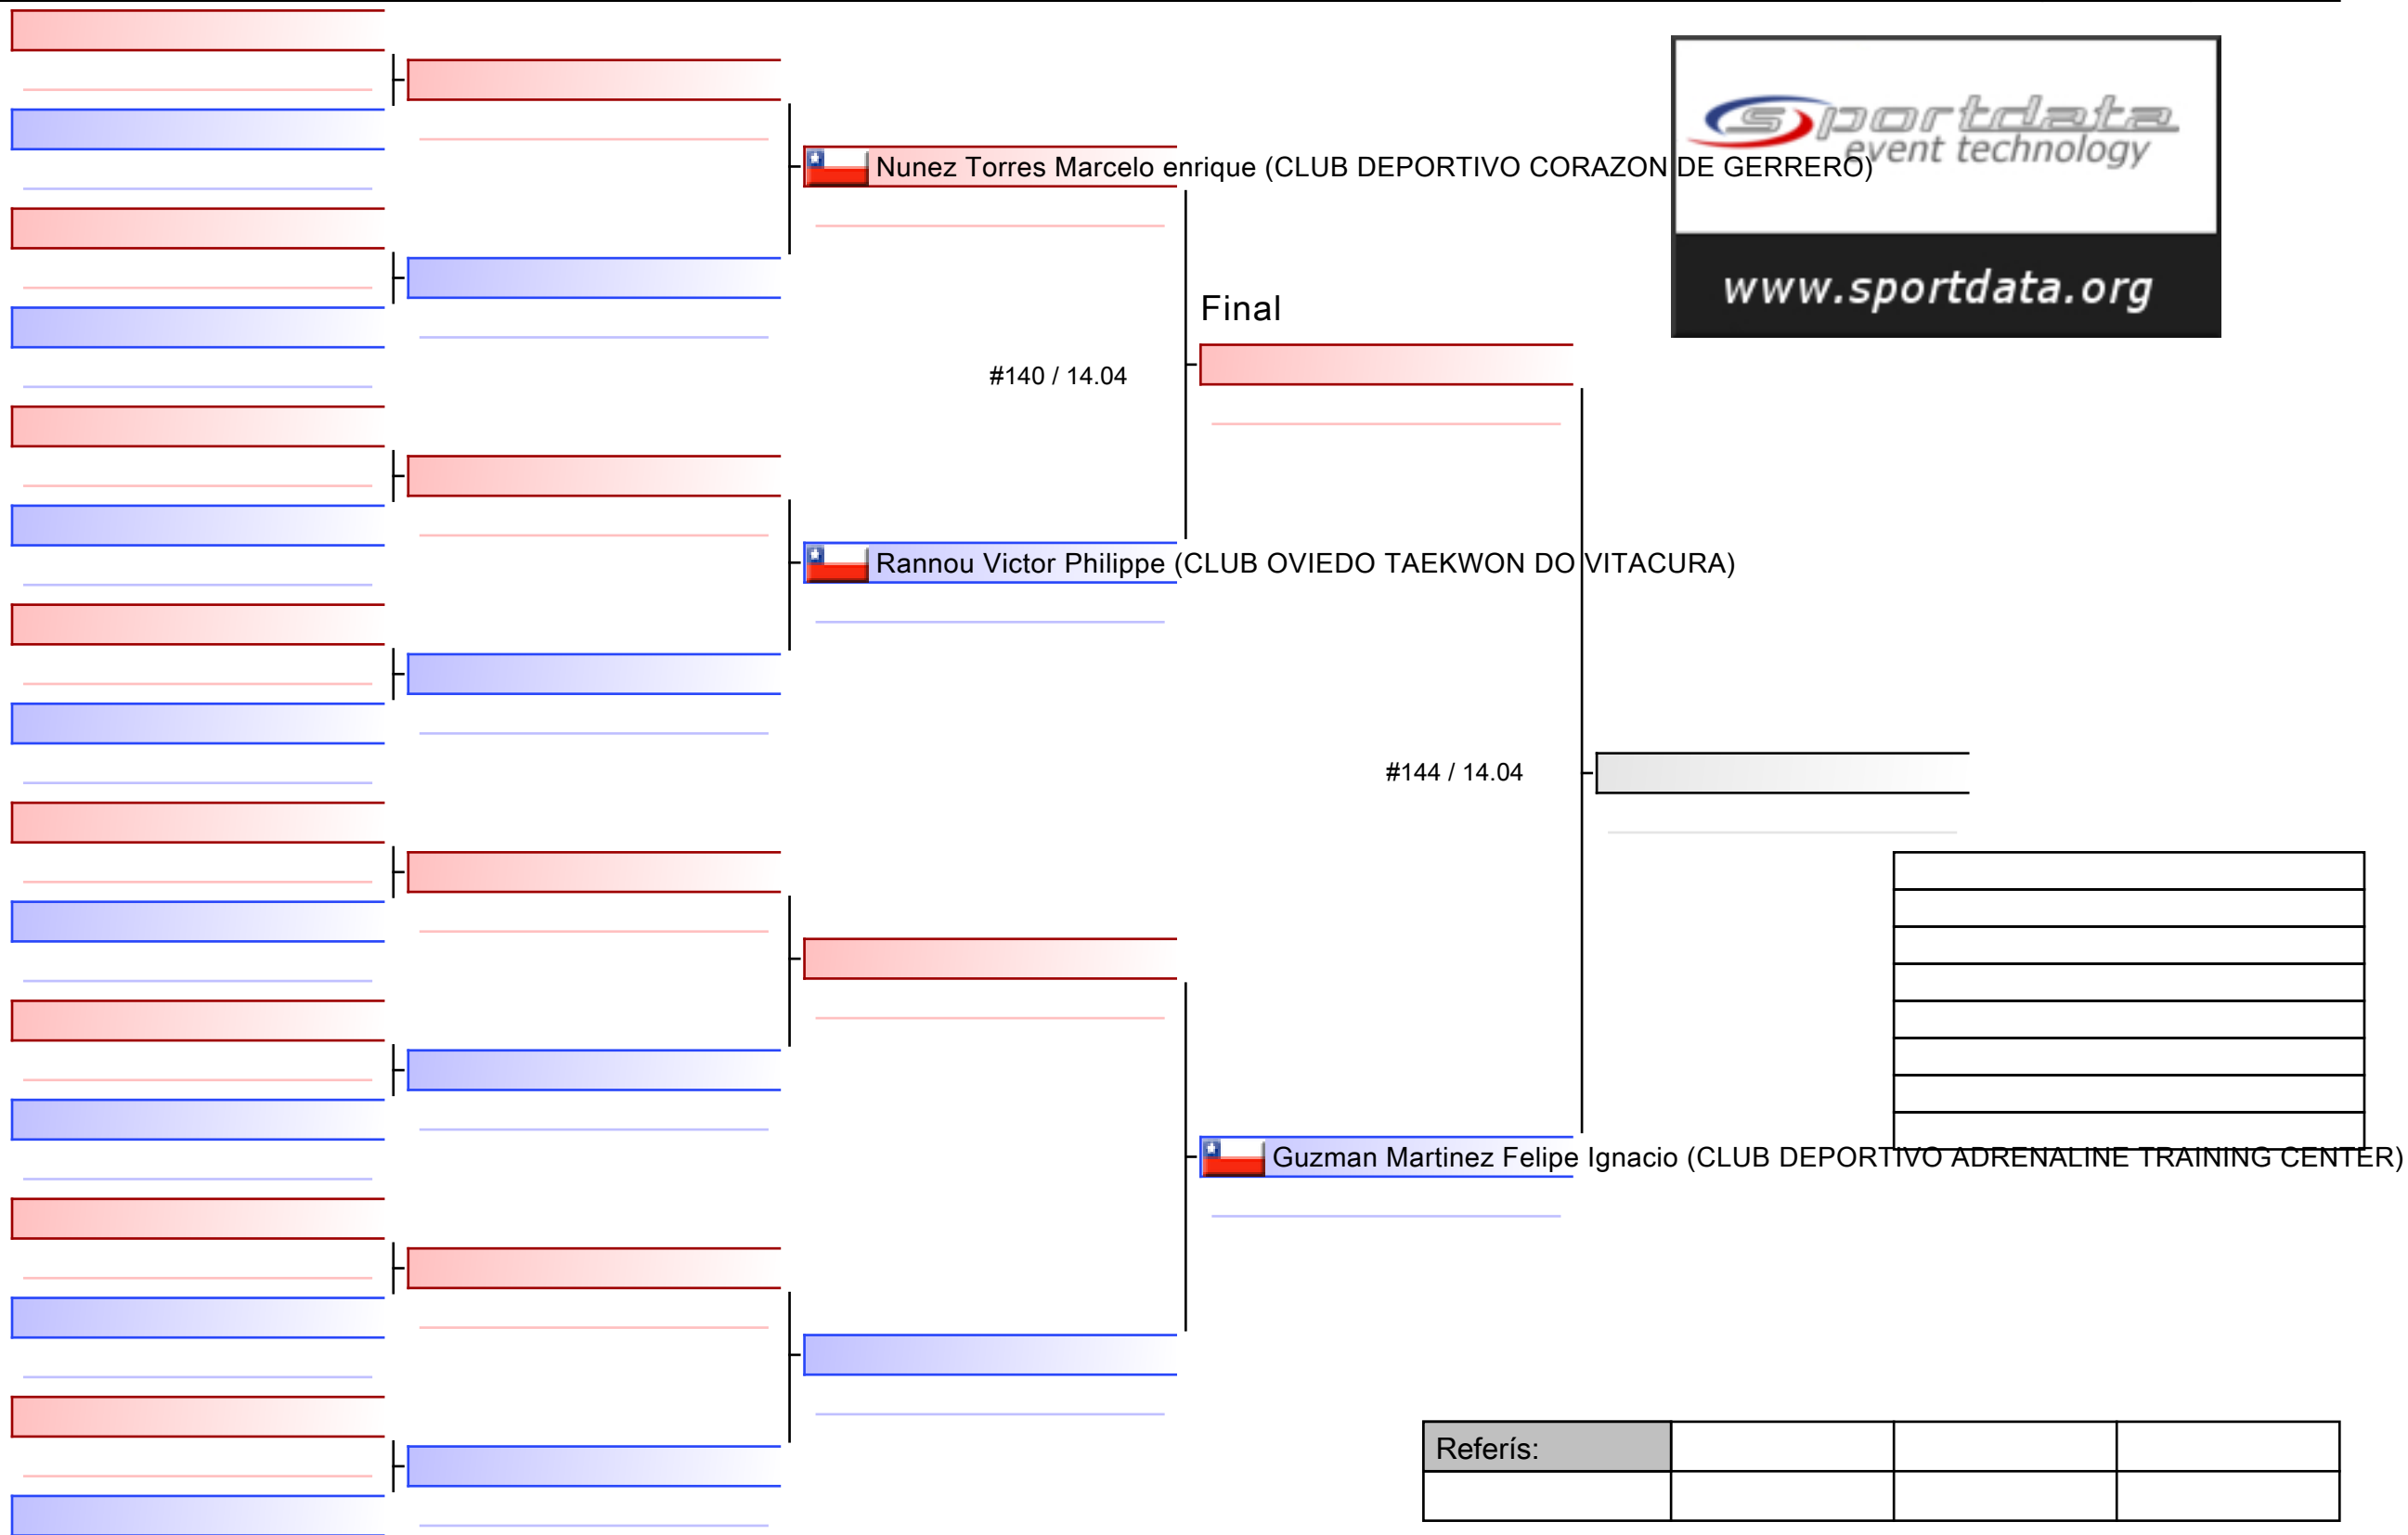 sportdata
event technology
www.sportdata.org
Nunez Torres Marcelo enrique (CLUB DEPORTIVO CORAZON DE GERRERO)
Final
#140 / 14.04
Rannou Victor Philippe (CLUB OVIEDO TAEKWON DO VITACURA)
#144 / 14.04
Guzman Martinez Felipe Ignacio (CLUB DEPORTIVO ADRENALINE TRAINING CENTER)
Referís: